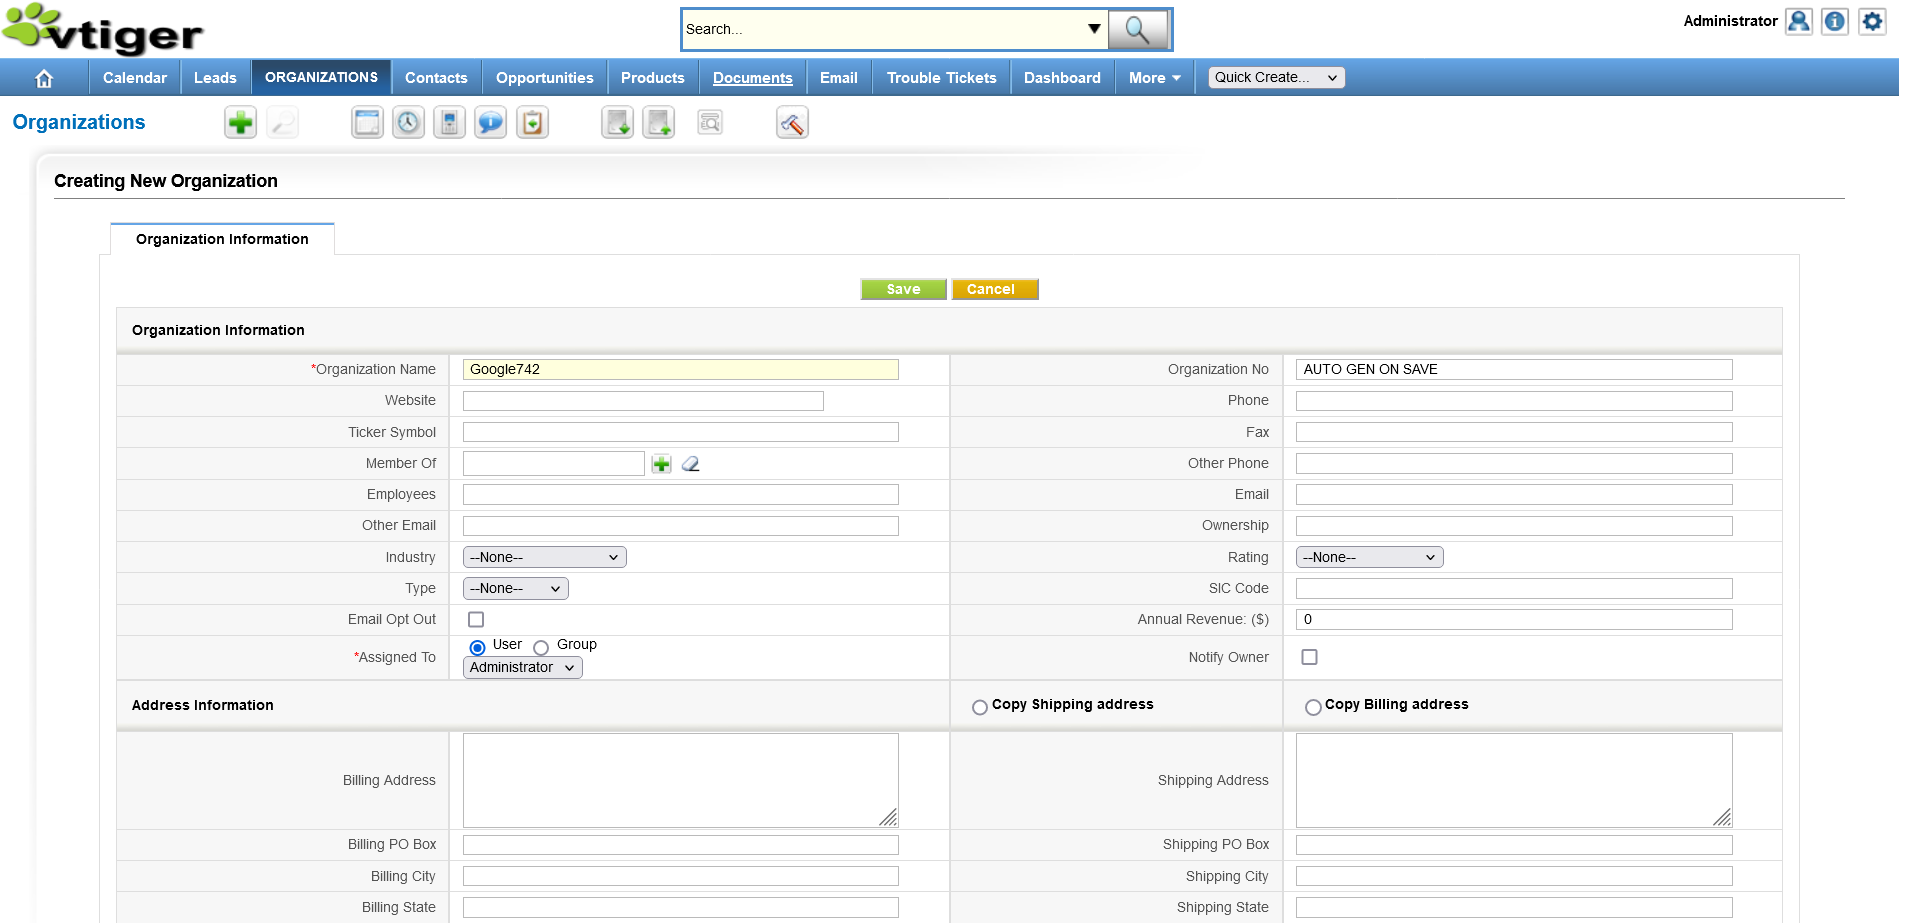 vtiger
Search...
Administrator
Calendar Leads ORGANIZATIONS Contacts Opportunities Products Documents Email Trouble Tickets Dashboard More Quick Create...
Organizations
Creating New Organization
Organization Information
Save Cancel
Organization Information
*Organization Name Google742 Organization No AUTO GEN ON SAVE
Website Phone
Ticker Symbol Fax
Member Of Other Phone
Employees Email
Other Email Ownership
Industry --None-- Rating --None--
Type --None-- SIC Code
Email Opt Out Annual Revenue: ($) 0
*Assigned To User Group Notify Owner
Administrator
Address Information Copy Shipping address Copy Billing address
Billing Address Shipping Address
Billing PO Box Shipping PO Box
Billing City Shipping City
Billing State Shipping State